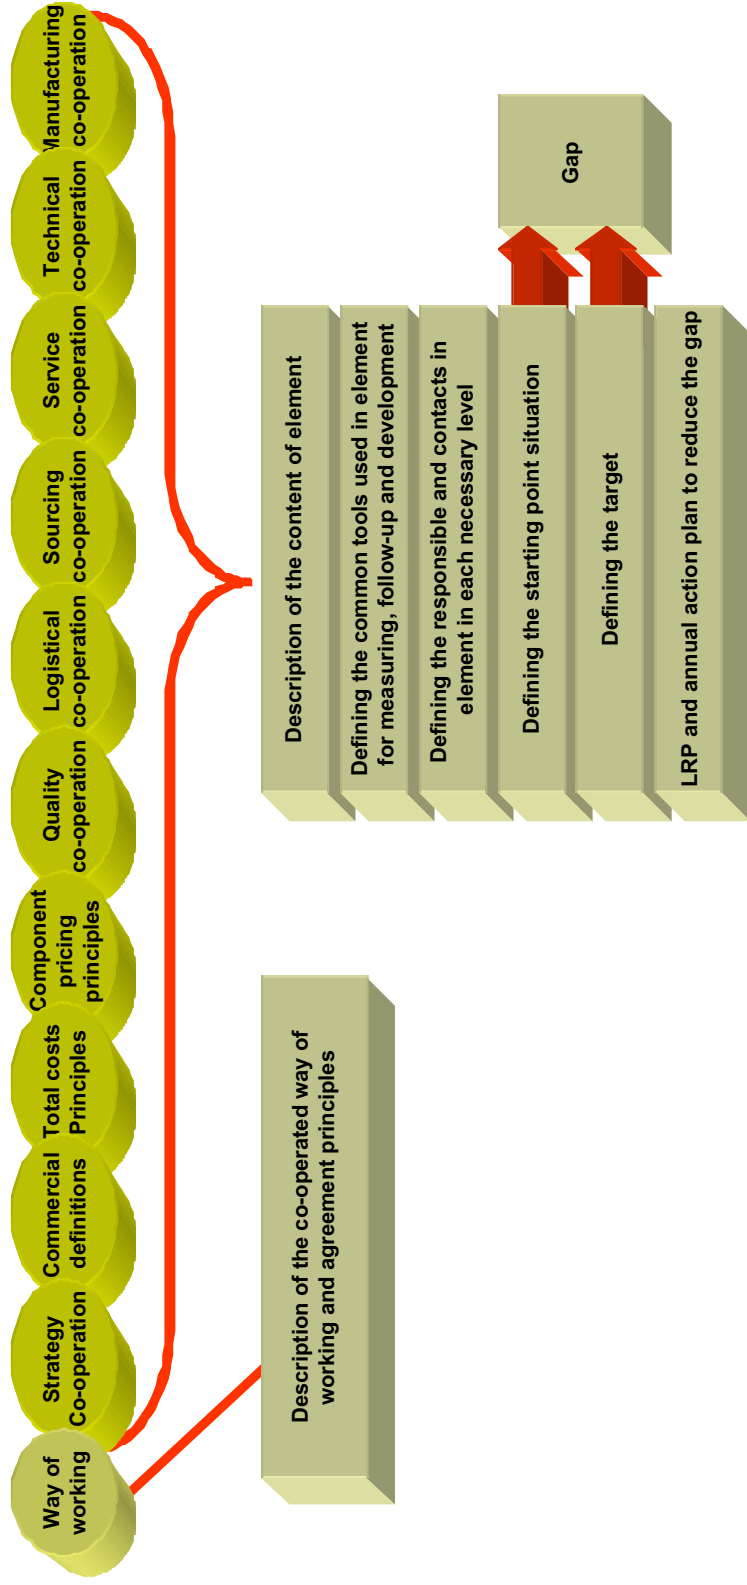 Way of
working
Strategy
Co-operation
Commercial
definitions
Total costs
Principles
Component
pricing
principles
Quality
co-operation
Logistical
co-operation
Sourcing
co-operation
Service
co-operation
Technical
co-operation
Manufacturing
co-operation
Description of the co-operated way of
working and agreement principles
Description of the content of element
Defining the common tools used in element
for measuring, follow-up and development
Defining the responsible and contacts in
element in each necessary level
Defining the starting point situation
Defining the target
LRP and annual action plan to reduce the gap
Gap